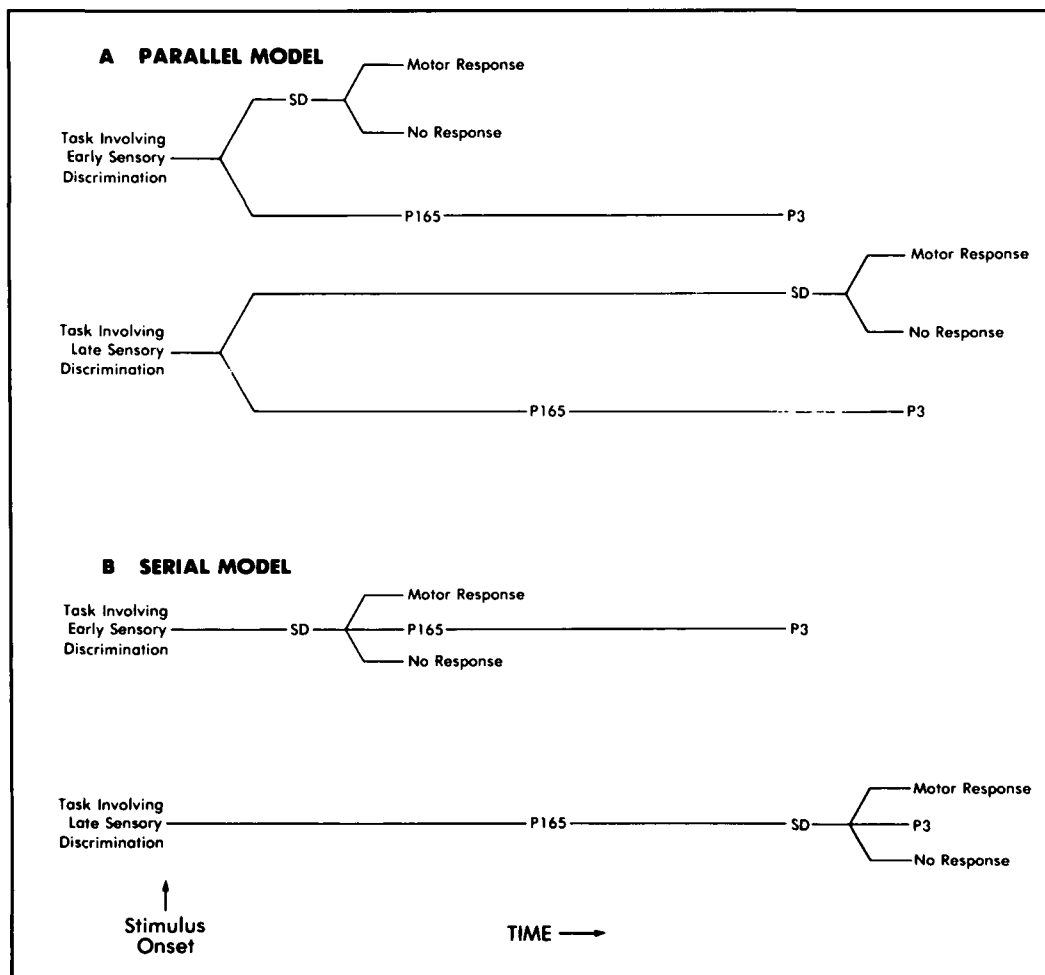 A PARALLEL MODEL
Motor Response
SD
No Response
Task Involving
Early Sensory
Discrimination
P165
P3
Motor Response
SD
No Response
Task Involving
Late Sensory
Discrimination
P165
P3
B SERIAL MODEL
Motor Response
Task Involving
Early Sensory
Discrimination
SD
P165
P3
No Response
Motor Response
Task Involving
Late Sensory
Discrimination
P165
SD
P3
No Response
Stimulus
Onset
TIME